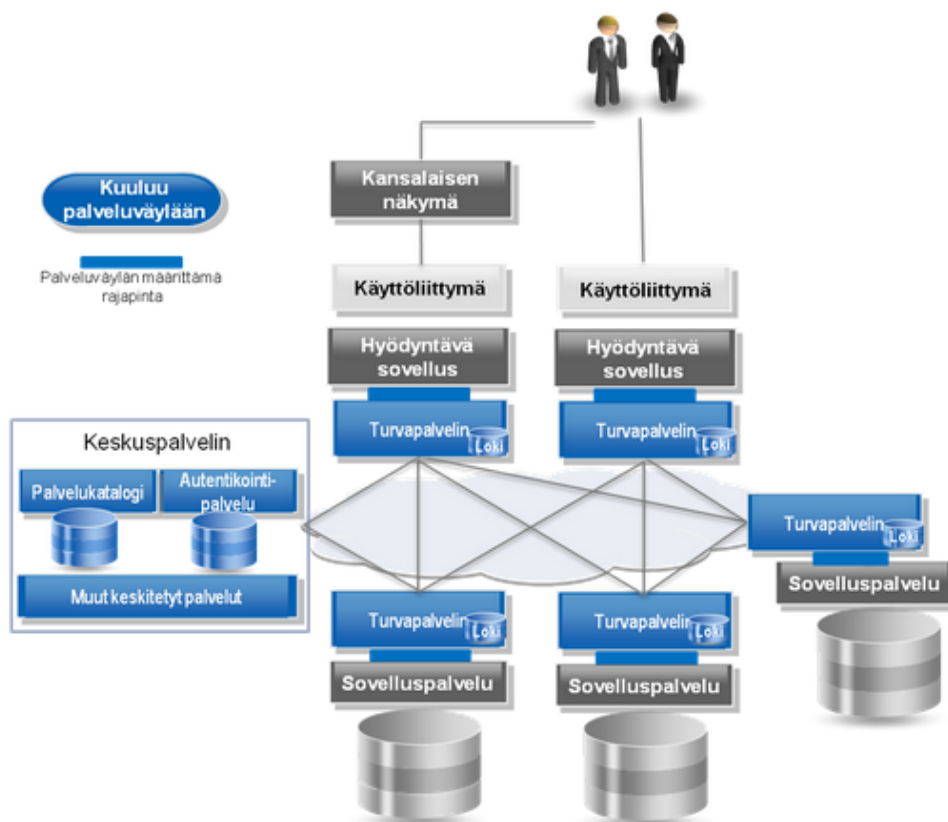 Kansalaisen
näkymä
Kuuluu
palveluväylään
Palveluväylän määrittämä
rajapinta
Käyttöliittymä
Käyttöliittymä
Hyödyntävä
sovellus
Hyödyntävä
sovellus
Turvapalvelin
Loki
Turvapalvelin
Loki
Keskuspalvelin
Palvelukatalogi
Autentikointi-
palvelu
Muut keskitetyt palvelut
Turvapalvelin
Loki
Sovelluspalvelu
Turvapalvelin
Loki
Sovelluspalvelu
Turvapalvelin
Loki
Sovelluspalvelu